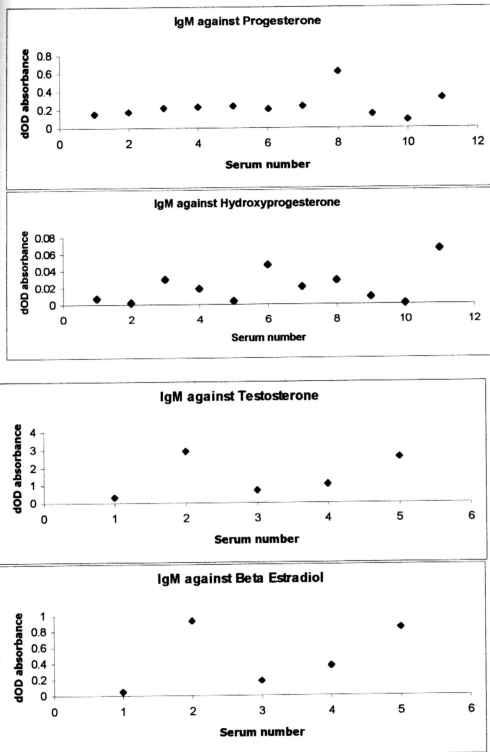 IgM against Progesterone
dOD absorbance
0.8
0.6
0.4
0.2
0
0 2 4 6 8 10 12
Serum number
IgM against Hydroxyprogesterone
dOD absorbance
0.08
0.06
0.04
0.02
0
0 2 4 6 8 10 12
Serum number
IgM against Testosterone
dOD absorbance
4
3
2
1
0
0 1 2 3 4 5 6
Serum number
IgM against Beta Estradiol
dOD absorbance
1
0.8
0.6
0.4
0.2
0
0 1 2 3 4 5 6
Serum number